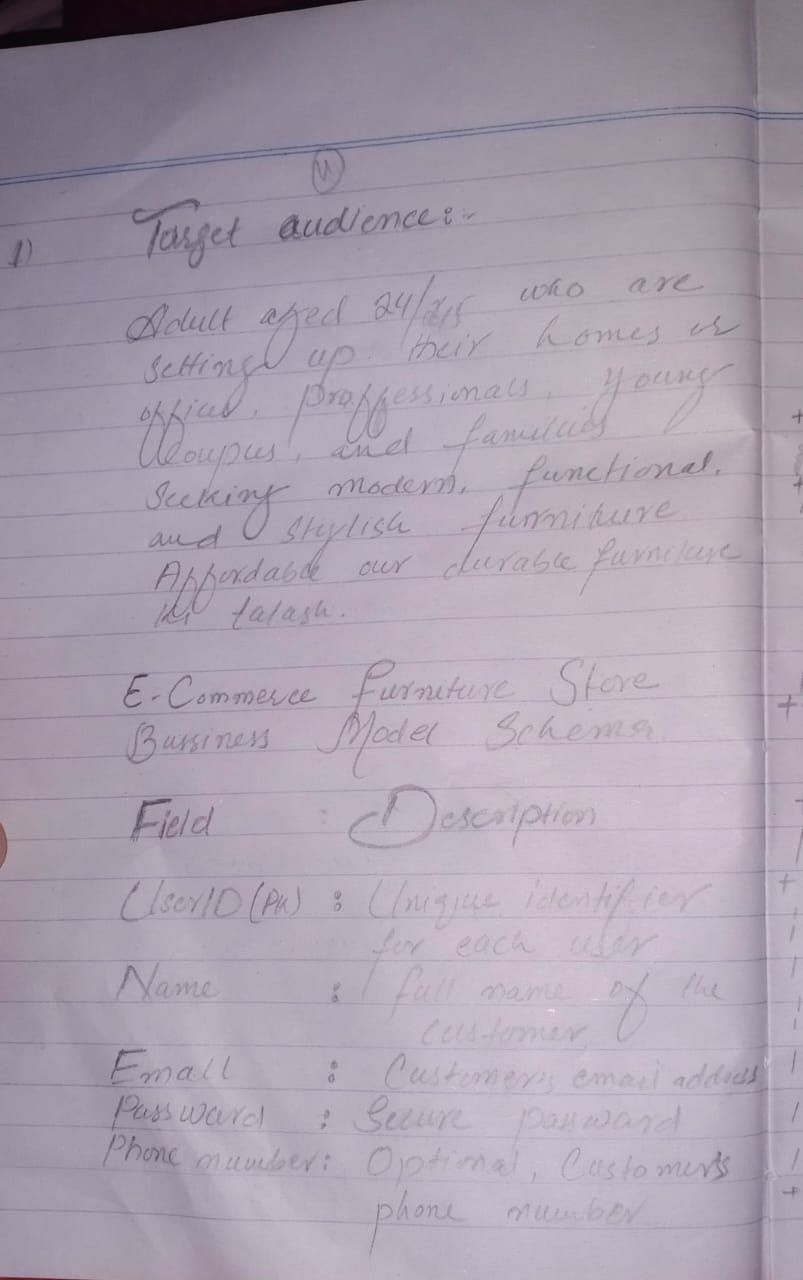 1) Target audience:-
Adult aged 24/45 who are
setting up their homes or
offices, proffessionals, young
Coupus, and families
Seeking modern, functional,
and stylish furniture
Affordable our durable furniture
ki talash.
E-Commerce furniture Store
Bussiness Model Schema
Field : Description
UserID (PK) : Unique identifier
for each user
Name : full name of the
customer
Email : Customers email address
Password : Secure password
Phone number : Optional, Customer's
phone number